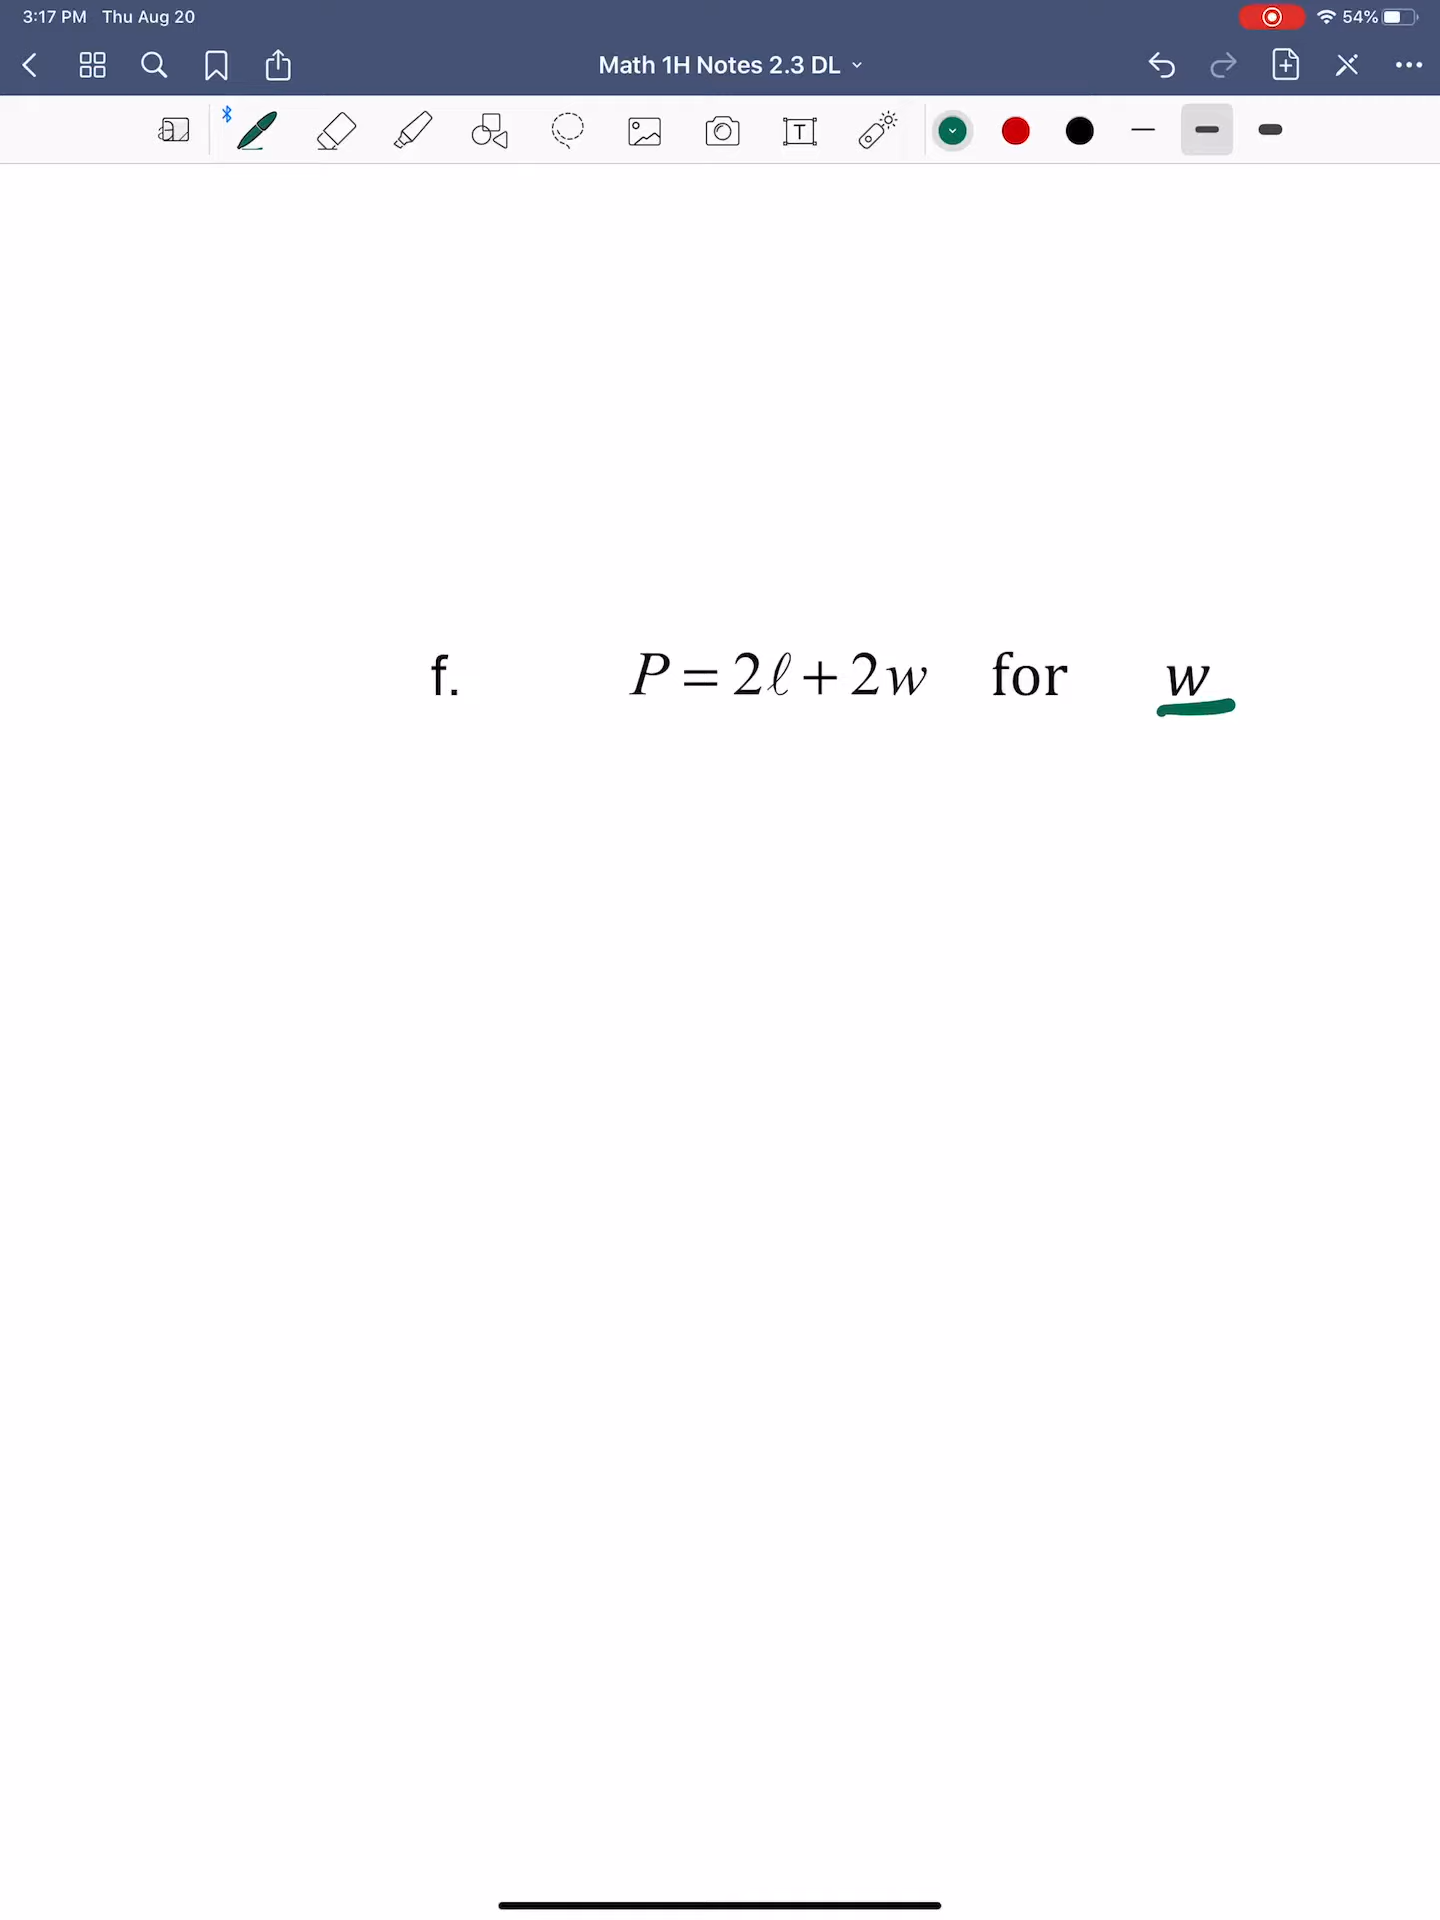 3:17 PM Thu Aug 20
54%
Math 1H Notes 2.3 DL
T
f. P = 2ℓ + 2w for w